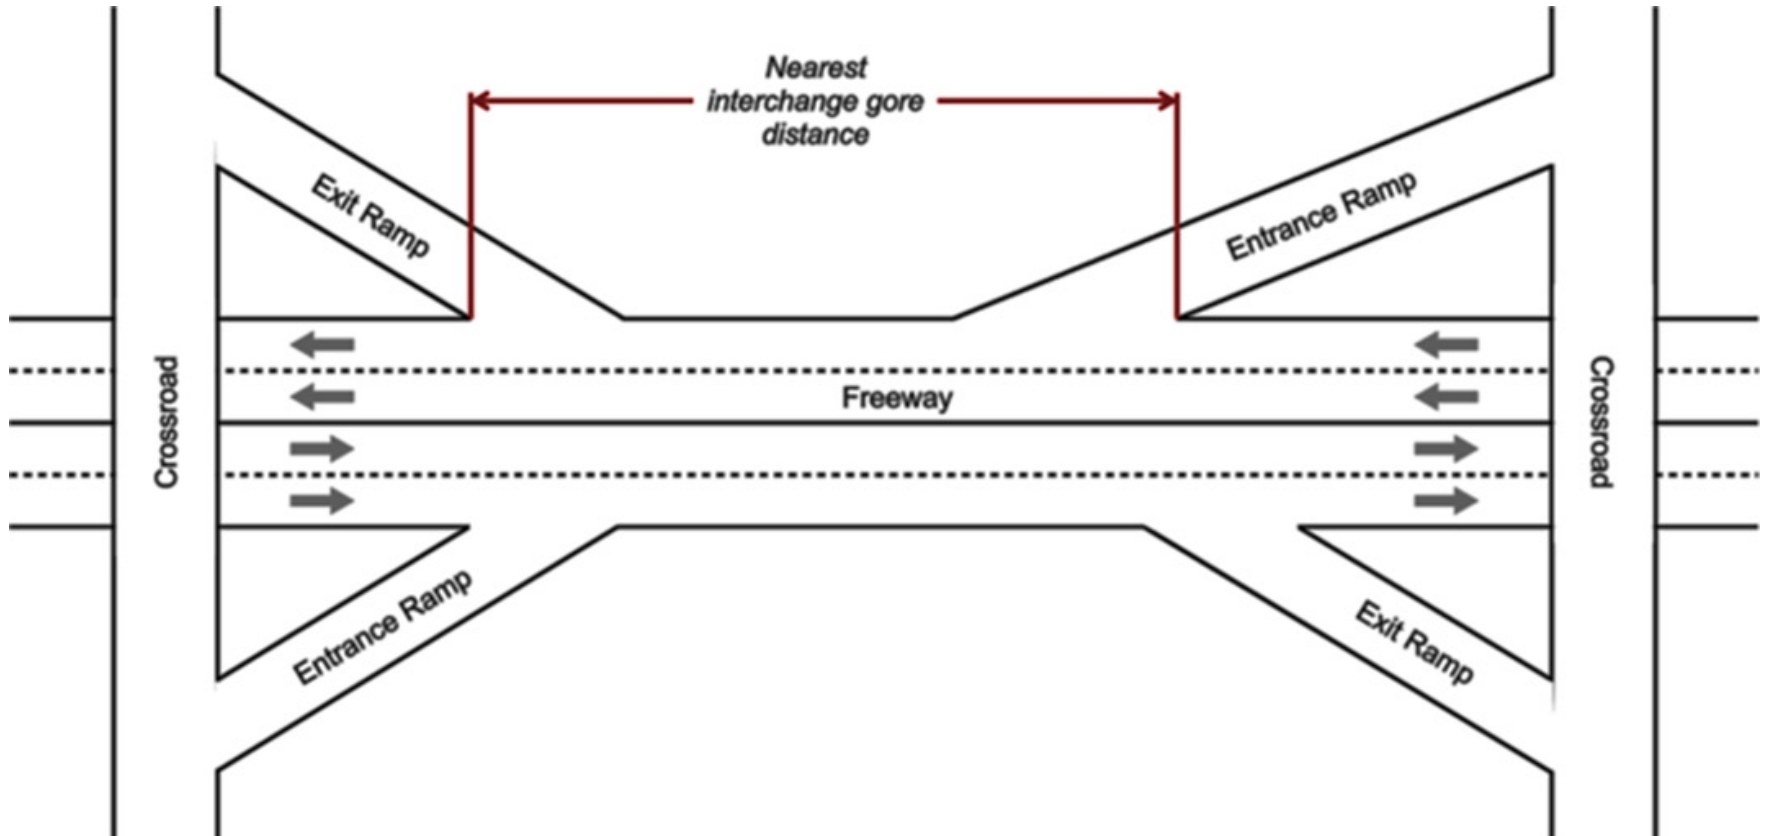 Nearest
interchange gore
distance
Exit Ramp
Entrance Ramp
Crossroad
Freeway
Crossroad
Entrance Ramp
Exit Ramp